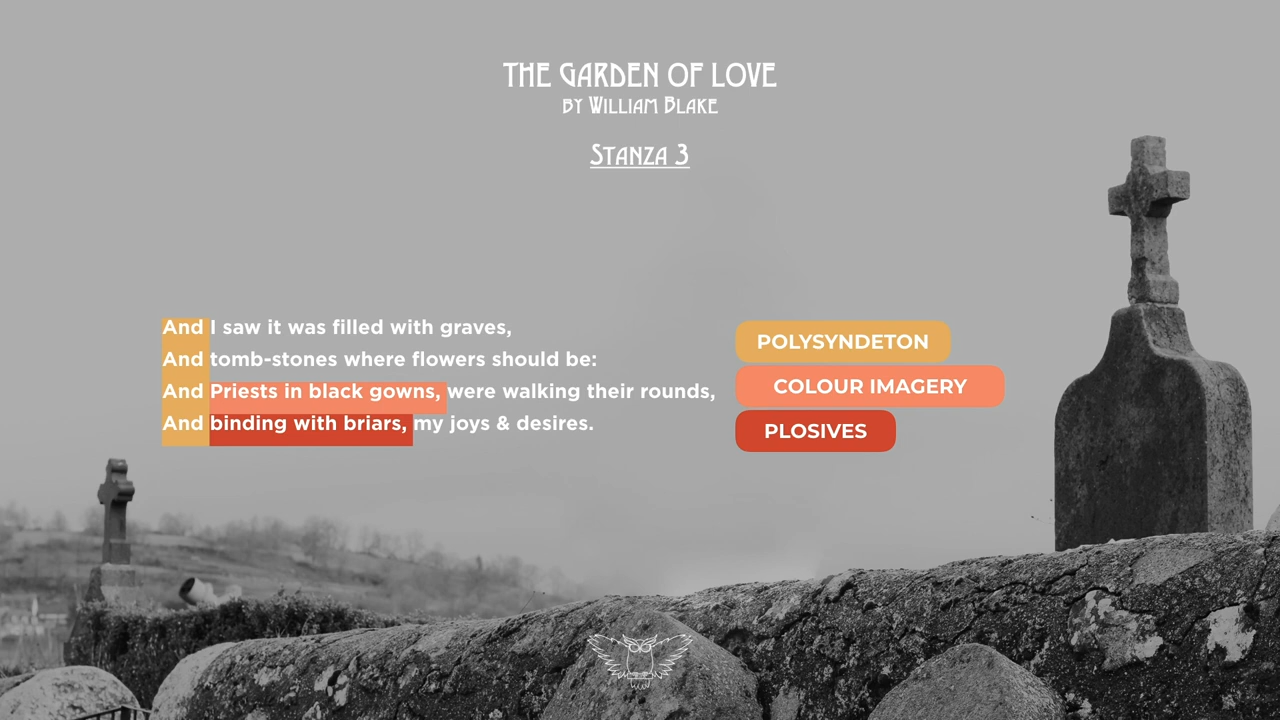 THE GARDEN OF LOVE
BY WILLIAM BLAKE
STANZA 3
And I saw it was filled with graves,
And tomb-stones where flowers should be:
And Priests in black gowns, were walking their rounds,
And binding with briars, my joys & desires.
POLYSYNDETON
COLOUR IMAGERY
PLOSIVES